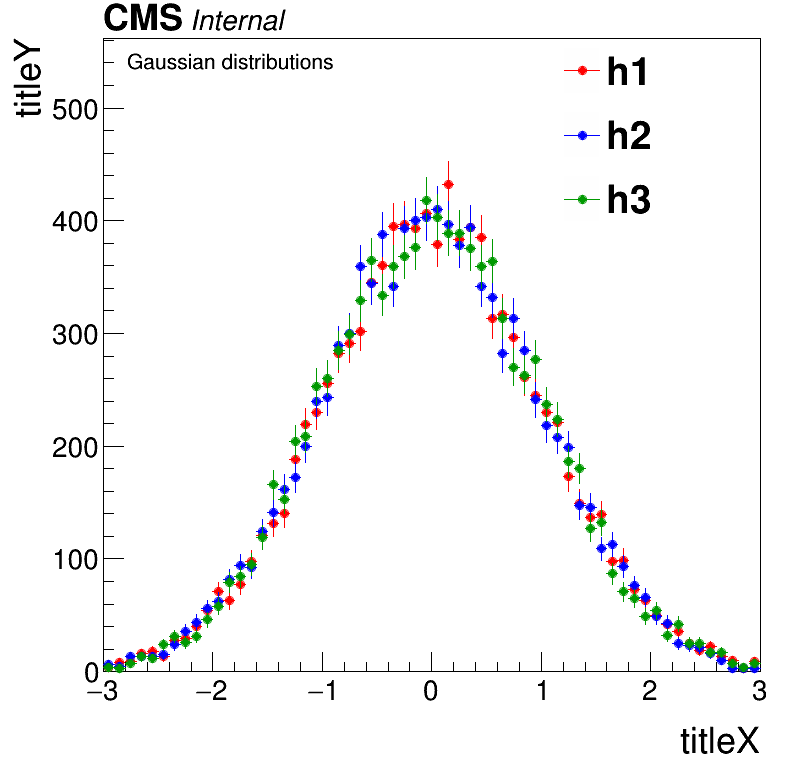 CMS Internal
titleY
Gaussian distributions
h1
h2
h3
500
400
300
200
100
0
−3 −2 −1 0 1 2 3
titleX